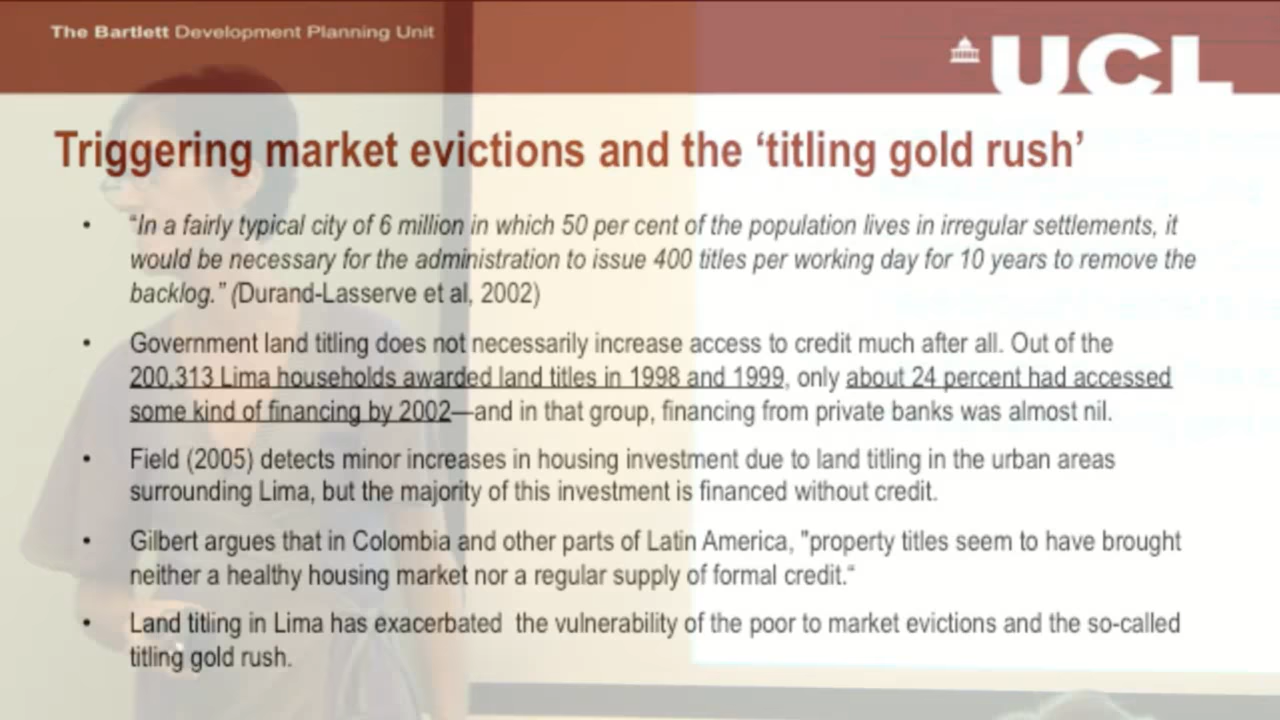 The Bartlett Development Planning Unit
UCL
Triggering market evictions and the ‘titling gold rush’
• “In a fairly typical city of 6 million in which 50 per cent of the population lives in irregular settlements, it
would be necessary for the administration to issue 400 titles per working day for 10 years to remove the
backlog.” (Durand-Lasserve et al, 2002)
• Government land titling does not necessarily increase access to credit much after all. Out of the
200,313 Lima households awarded land titles in 1998 and 1999, only about 24 percent had accessed
some kind of financing by 2002—and in that group, financing from private banks was almost nil.
• Field (2005) detects minor increases in housing investment due to land titling in the urban areas
surrounding Lima, but the majority of this investment is financed without credit.
• Gilbert argues that in Colombia and other parts of Latin America, "property titles seem to have brought
neither a healthy housing market nor a regular supply of formal credit.“
• Land titling in Lima has exacerbated  the vulnerability of the poor to market evictions and the so-called
titling gold rush.